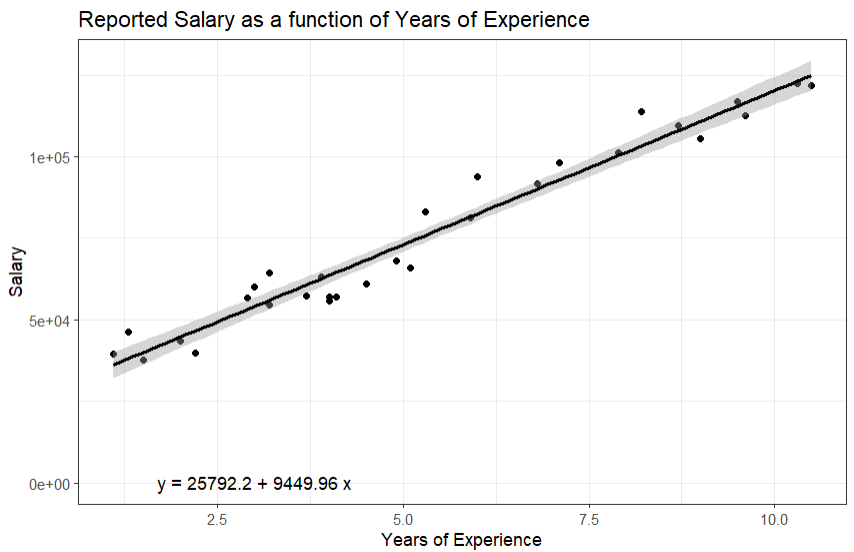 Reported Salary as a function of Years of Experience
1e+05
5e+04
0e+00
Salary
y = 25792.2 + 9449.96 x
2.5 5.0 7.5 10.0
Years of Experience